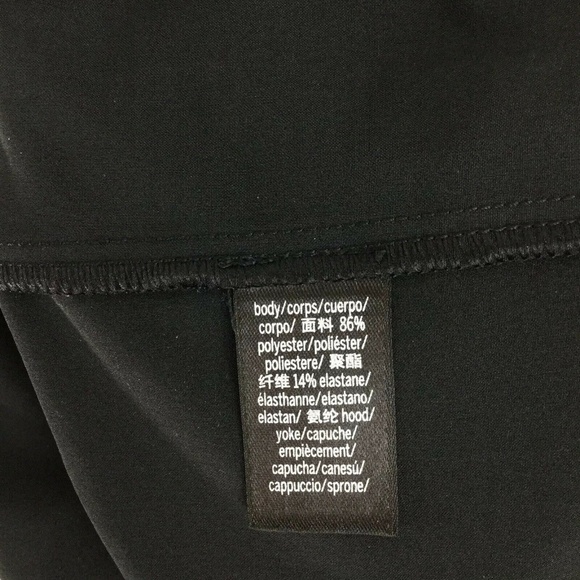 body/corps/cuerpo/
corpo/ 面料 86%
polyester/poliéster/
poliestere/ 聚酯
纤维 14% elastane/
élasthanne/elastano/
elastan/ 氨纶 hood/
yoke/capuche/
empiècement/
capucha/canesú/
cappuccio/sprone/